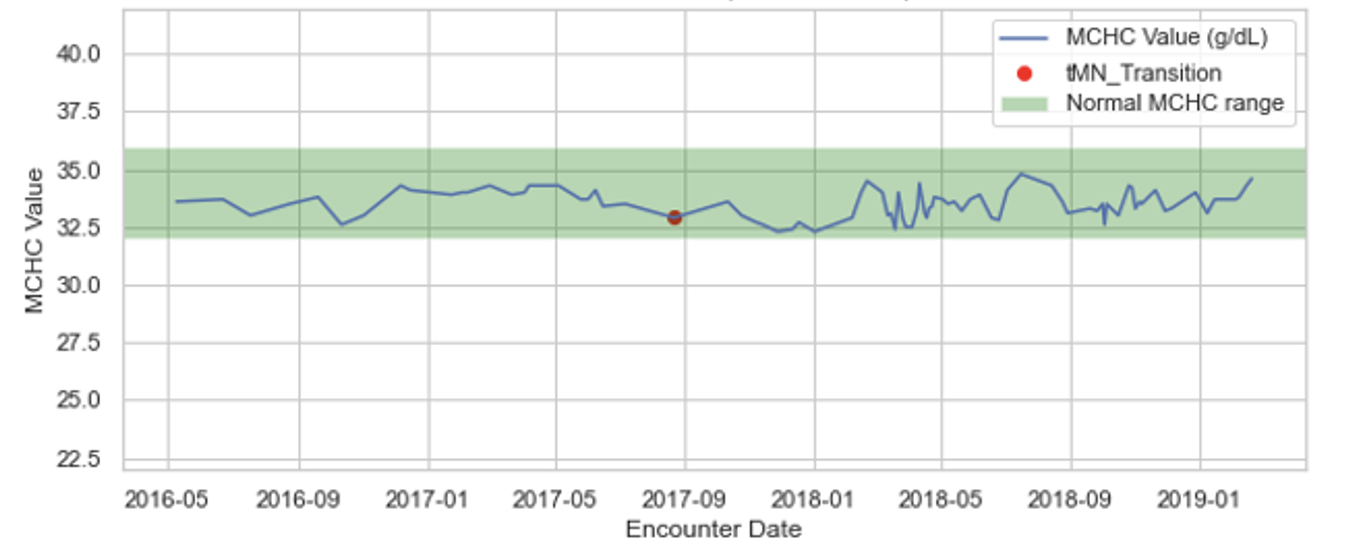 MCHC Value (g/dL)
tMN_Transition
Normal MCHC range
MCHC Value
40.0
37.5
35.0
32.5
30.0
27.5
25.0
22.5
2016-05 2016-09 2017-01 2017-05 2017-09 2018-01 2018-05 2018-09 2019-01
Encounter Date